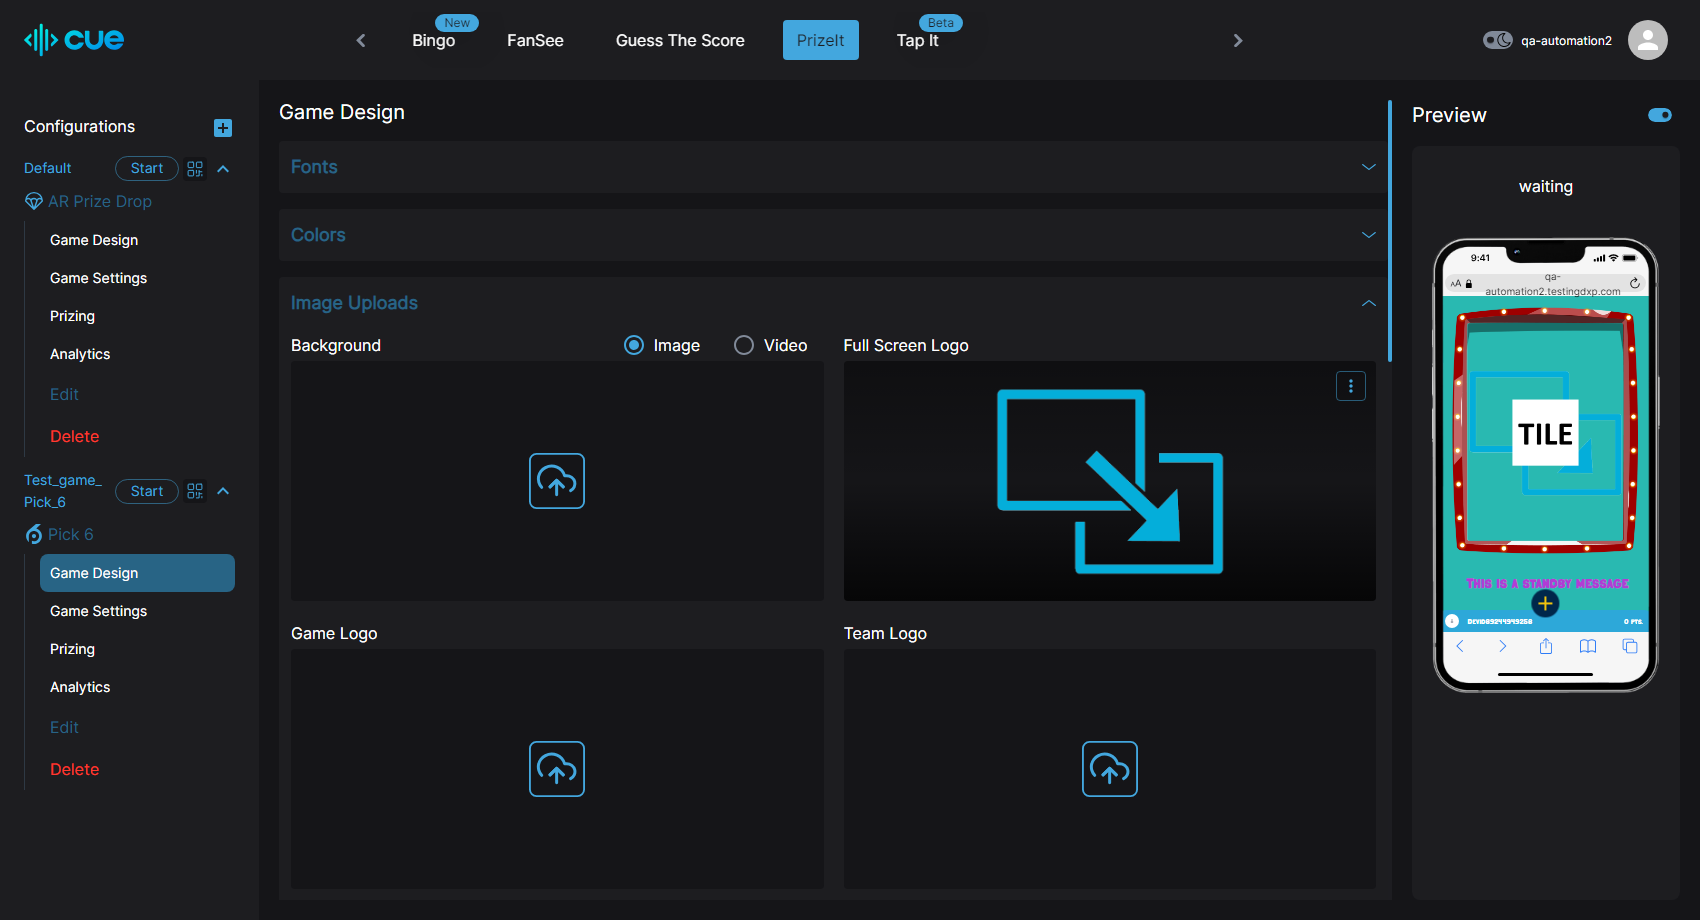 cue
New
Bingo
FanSee
Guess The Score
PrizeIt
Beta
Tap It
qa-automation2
Configurations
Default
Start
AR Prize Drop
Game Design
Game Settings
Prizing
Analytics
Edit
Delete
Test_game_
Pick_6
Start
Pick 6
Game Design
Game Settings
Prizing
Analytics
Edit
Delete
Game Design
Fonts
Colors
Image Uploads
Background
Image
Video
Full Screen Logo
Game Logo
Team Logo
Preview
waiting
9:41
AA
qa-
automation2.testingdxp.com
TILE
THIS IS A STANDBY MESSAGE
0 PTS.